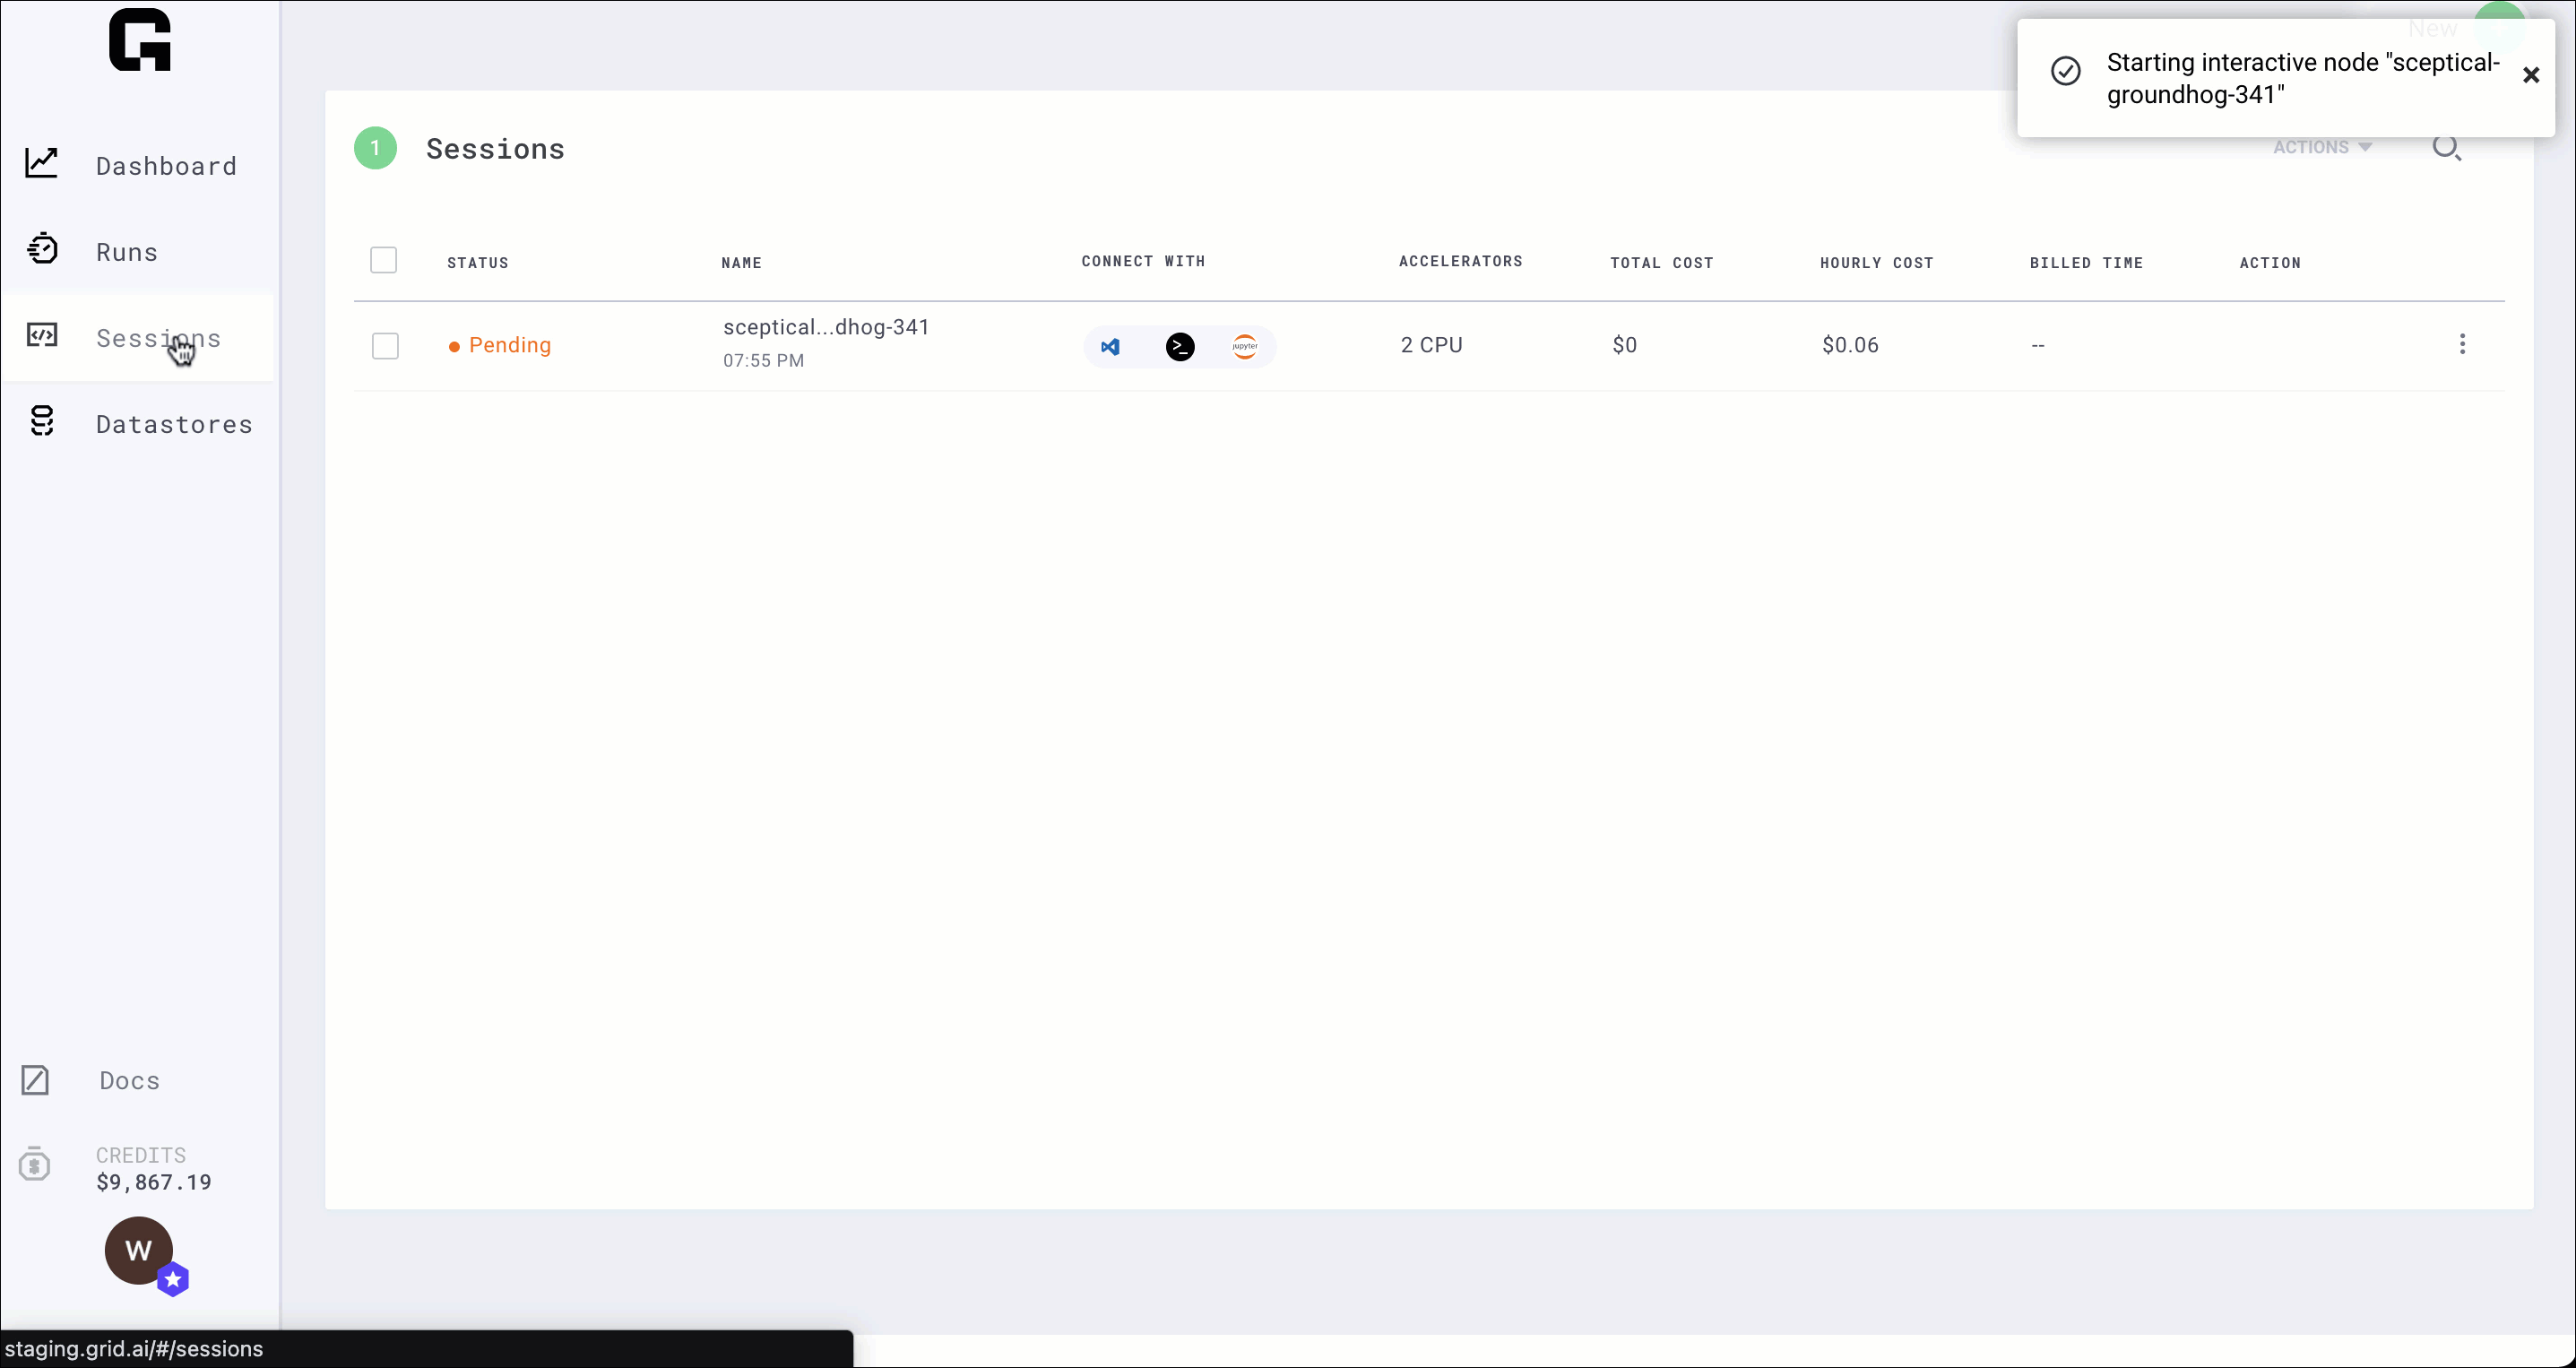 New
Starting interactive node "sceptical-
groundhog-341"
Dashboard
Runs
Sessions
Datastores
1 Sessions
ACTIONS
STATUS NAME CONNECT WITH ACCELERATORS TOTAL COST HOURLY COST BILLED TIME ACTION
Pending sceptical...dhog-341 jupyter 2 CPU $0 $0.06 --
07:55 PM
Docs
CREDITS
$9,867.19
W
staging.grid.ai/#/sessions